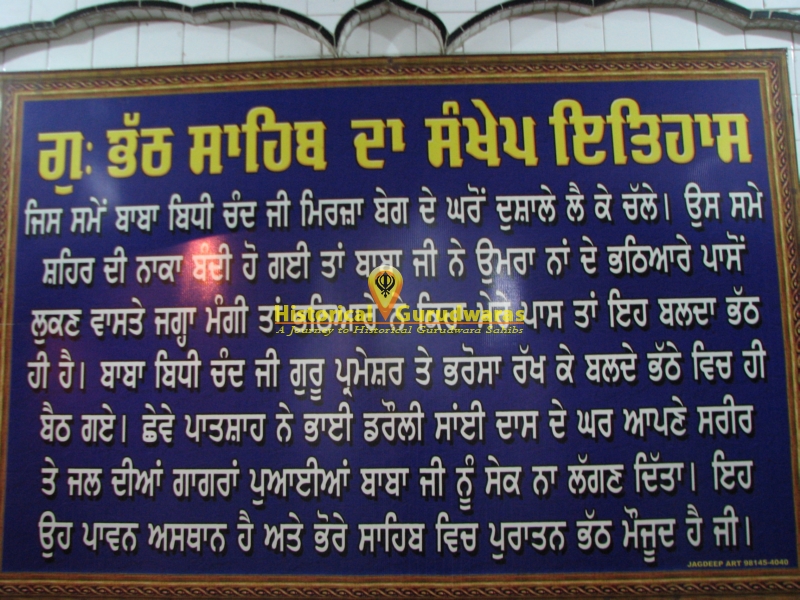 ਗੁ: ਭੱਠ ਸਾਹਿਬ ਦਾ ਸੰਖੇਪ ਇਤਿਹਾਸ
ਜਿਸ ਸਮੇਂ ਬਾਬਾ ਬਿਧੀ ਚੰਦ ਜੀ ਮਿਰਜ਼ਾ ਬੇਗ ਦੇ ਘਰੋਂ ਦੁਸ਼ਾਲੇ ਲੈ ਕੇ ਚੱਲੇ। ਉਸ ਸਮੇ
ਸ਼ਹਿਰ ਦੀ ਨਾਕਾ ਬੰਦੀ ਹੋ ਗਈ ਤਾਂ ਬਾਬਾ ਜੀ ਨੇ ਉਮਰਾ ਨਾਂ ਦੇ ਭਠਿਆਰੇ ਪਾਸੋਂ
ਲੁਕਣ ਵਾਸਤੇ ਜਗ੍ਹਾ ਮੰਗੀ ਤਾਂ ਪਾਸ ਤਾਂ ਇਹ ਬਲਦਾ ਭੱਠ
Historical Gurudwaras
A Journey to Historical Gurudwara Sahibs
ਹੀ ਹੈ। ਬਾਬਾ ਬਿਧੀ ਚੰਦ ਜੀ ਗੁਰੂ ਪ੍ਰਮੇਸ਼ਰ ਤੇ ਭਰੋਸਾ ਰੱਖ ਕੇ ਬਲਦੇ ਭੱਠੇ ਵਿਚ ਹੀ
ਬੈਠ ਗਏ। ਛੇਵੇ ਪਾਤਸ਼ਾਹ ਨੇ ਭਾਈ ਡਰੌਲੀ ਸਾਂਈ ਦਾਸ ਦੇ ਘਰ ਆਪਣੇ ਸਰੀਰ
ਤੇ ਜਲ ਦੀਆਂ ਗਾਗਰਾਂ ਪੁਆਈਆਂ ਬਾਬਾ ਜੀ ਨੂੰ ਸੇਕ ਨਾ ਲੱਗਣ ਦਿੱਤਾ। ਇਹ
ਉਹ ਪਾਵਨ ਅਸਥਾਨ ਹੈ ਅਤੇ ਭੋਰੇ ਸਾਹਿਬ ਵਿਚ ਪੁਰਾਤਨ ਭੱਠ ਮੌਜੂਦ ਹੈ ਜੀ।
JAGDEEP ART 98145-4040